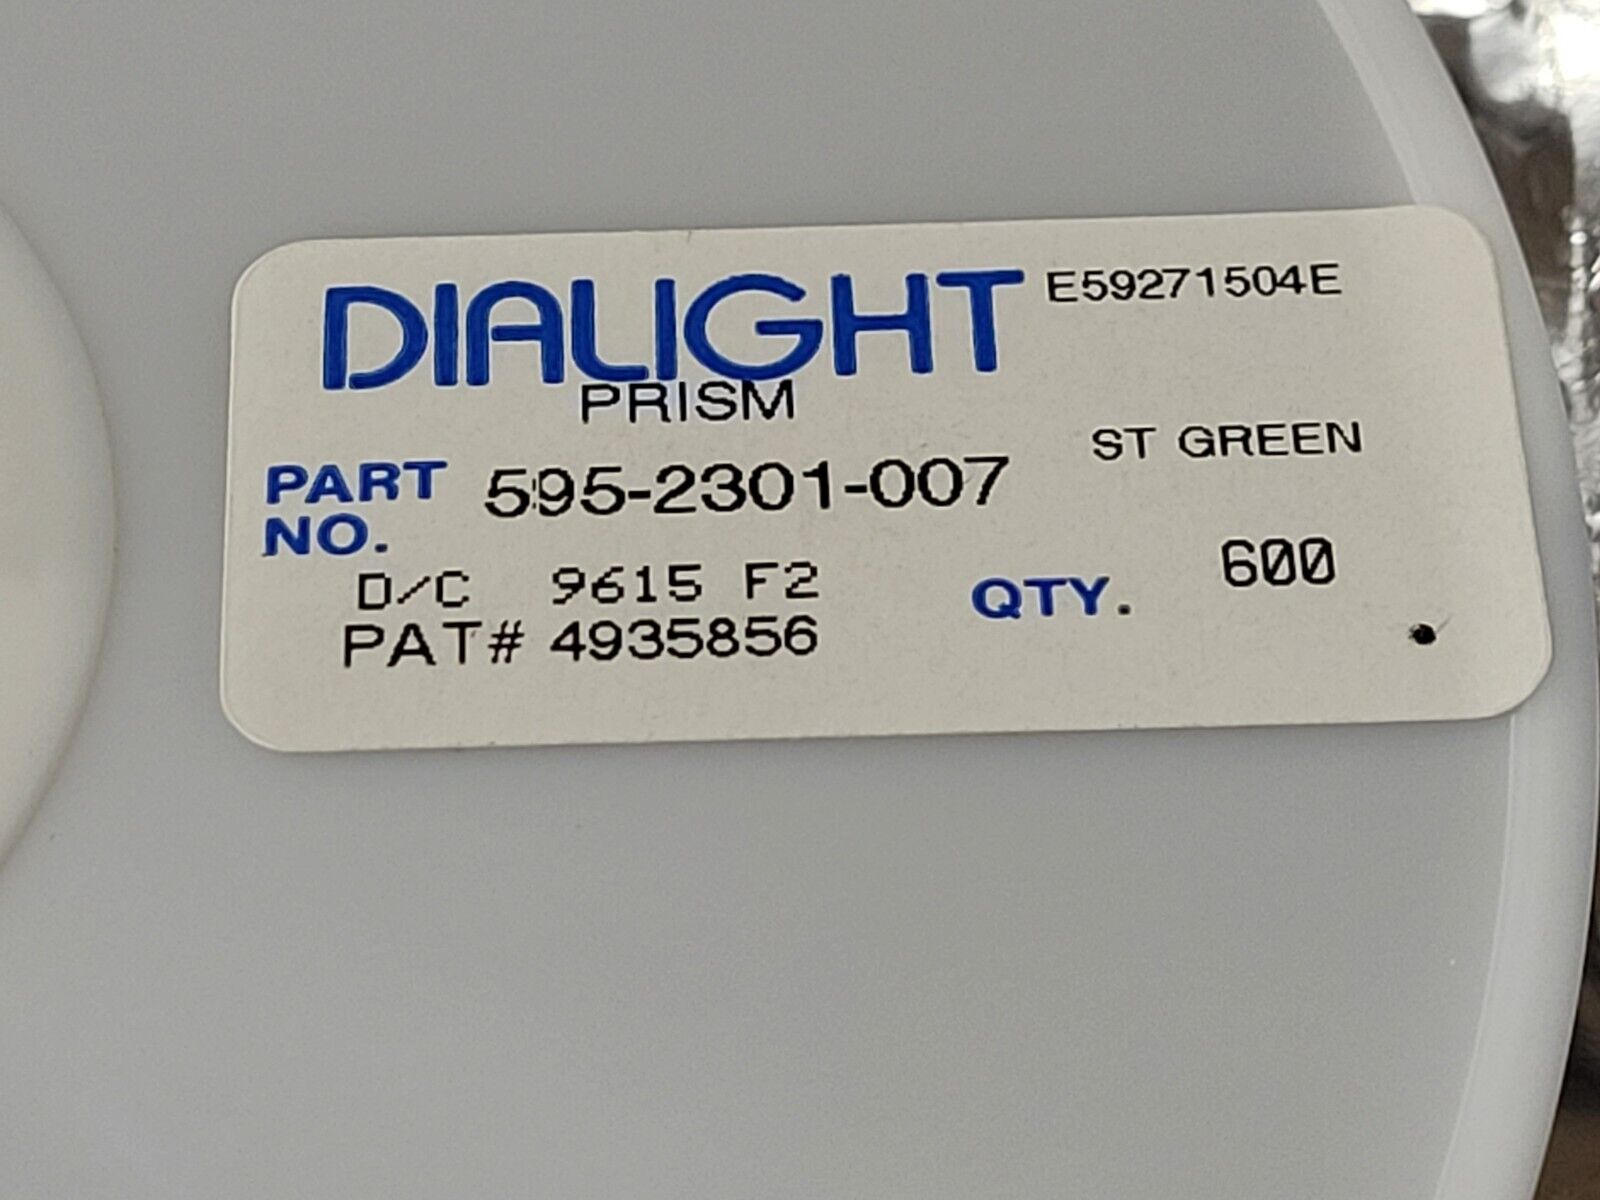 DIALIGHT E59271504E
PRISM
ST GREEN
PART NO. 595-2301-007
D/C 9615 F2
QTY. 600
PAT# 4935856